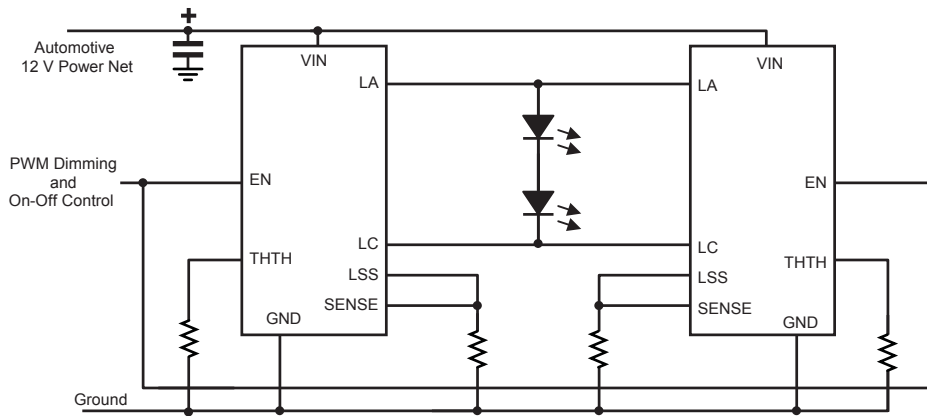 +
Automotive
12 V Power Net
VIN
VIN
LA
LA
PWM Dimming
and
On-Off Control
EN
EN
LC
LC
THTH
THTH
LSS
LSS
SENSE
SENSE
GND
GND
Ground